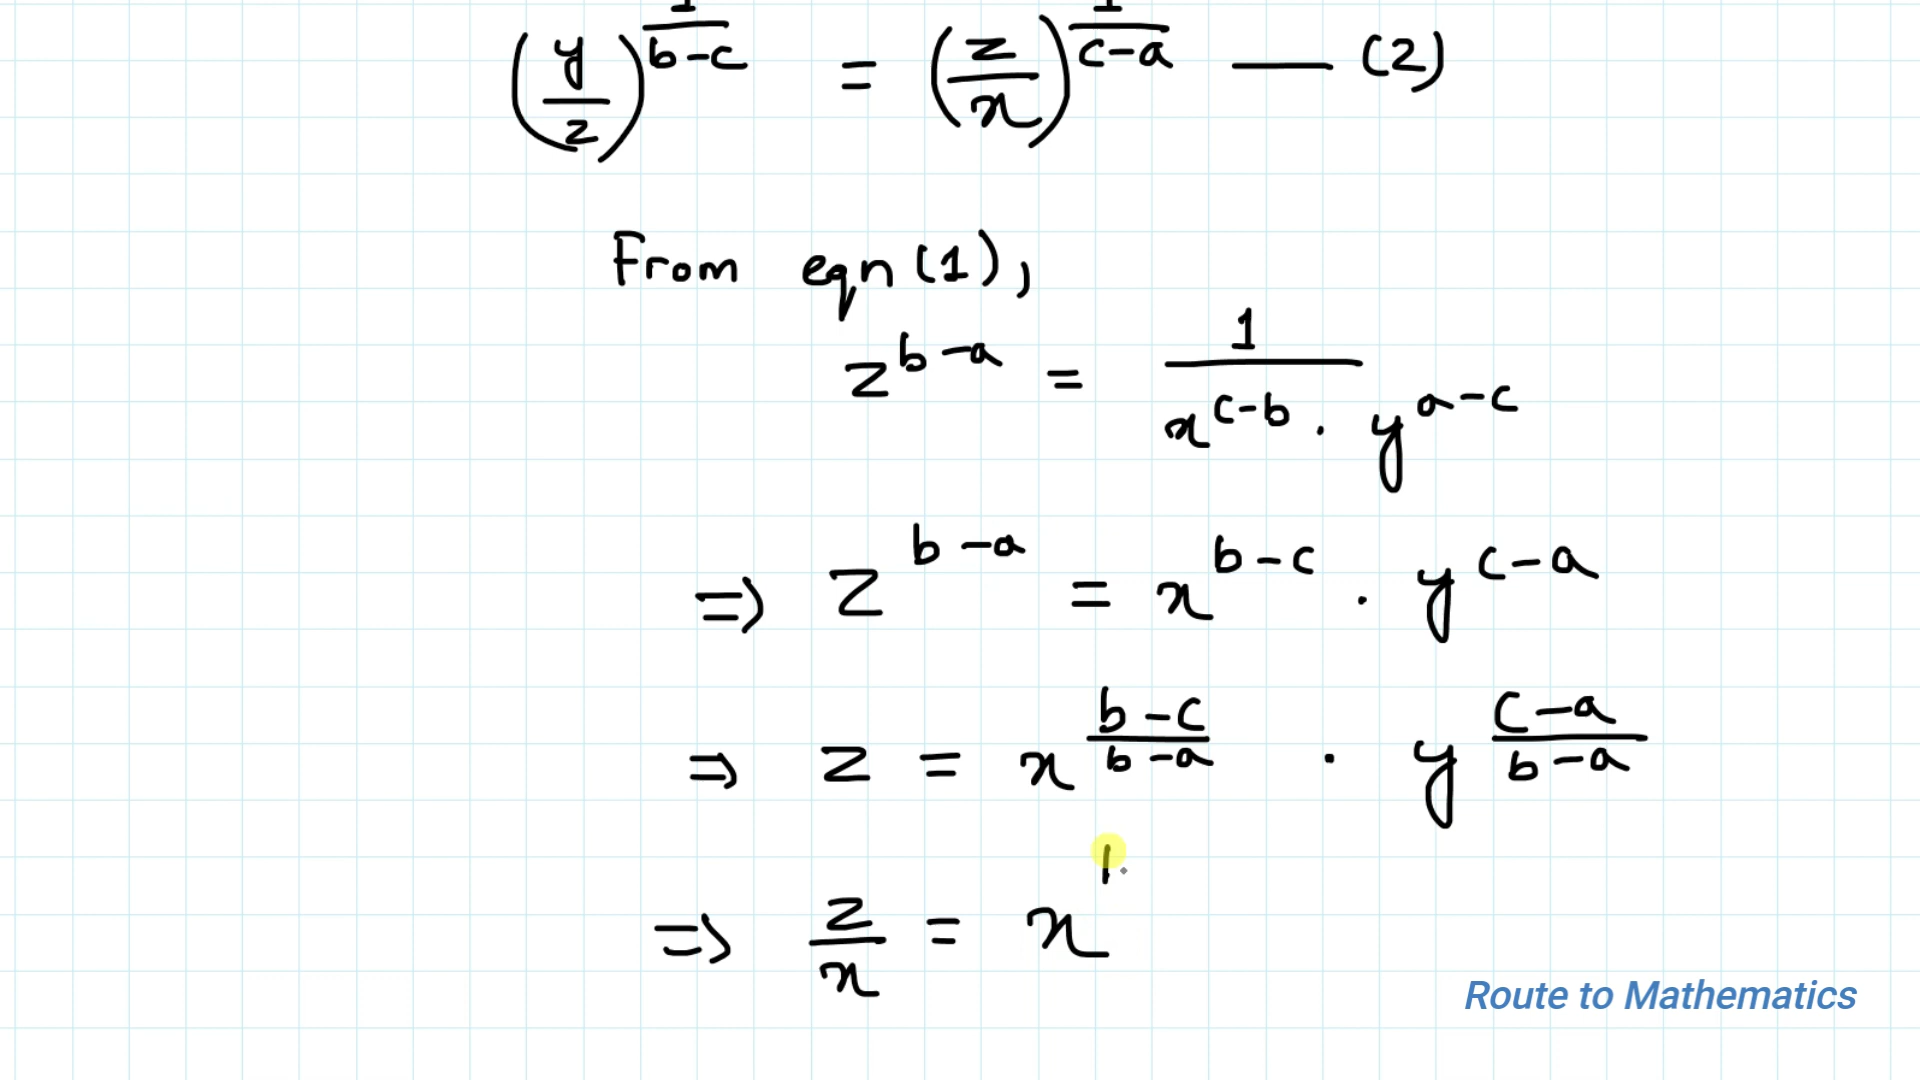 (y/z)^(1/(b-c)) = (z/x)^(1/(c-a)) — (2)
From eqn(1),
z^(b-a) = 1/(x^(c-b) · y^(a-c))
=> z^(b-a) = x^(b-c) · y^(c-a)
=> z = x^((b-c)/(b-a)) · y^((c-a)/(b-a))
=> z/x = x
Route to Mathematics